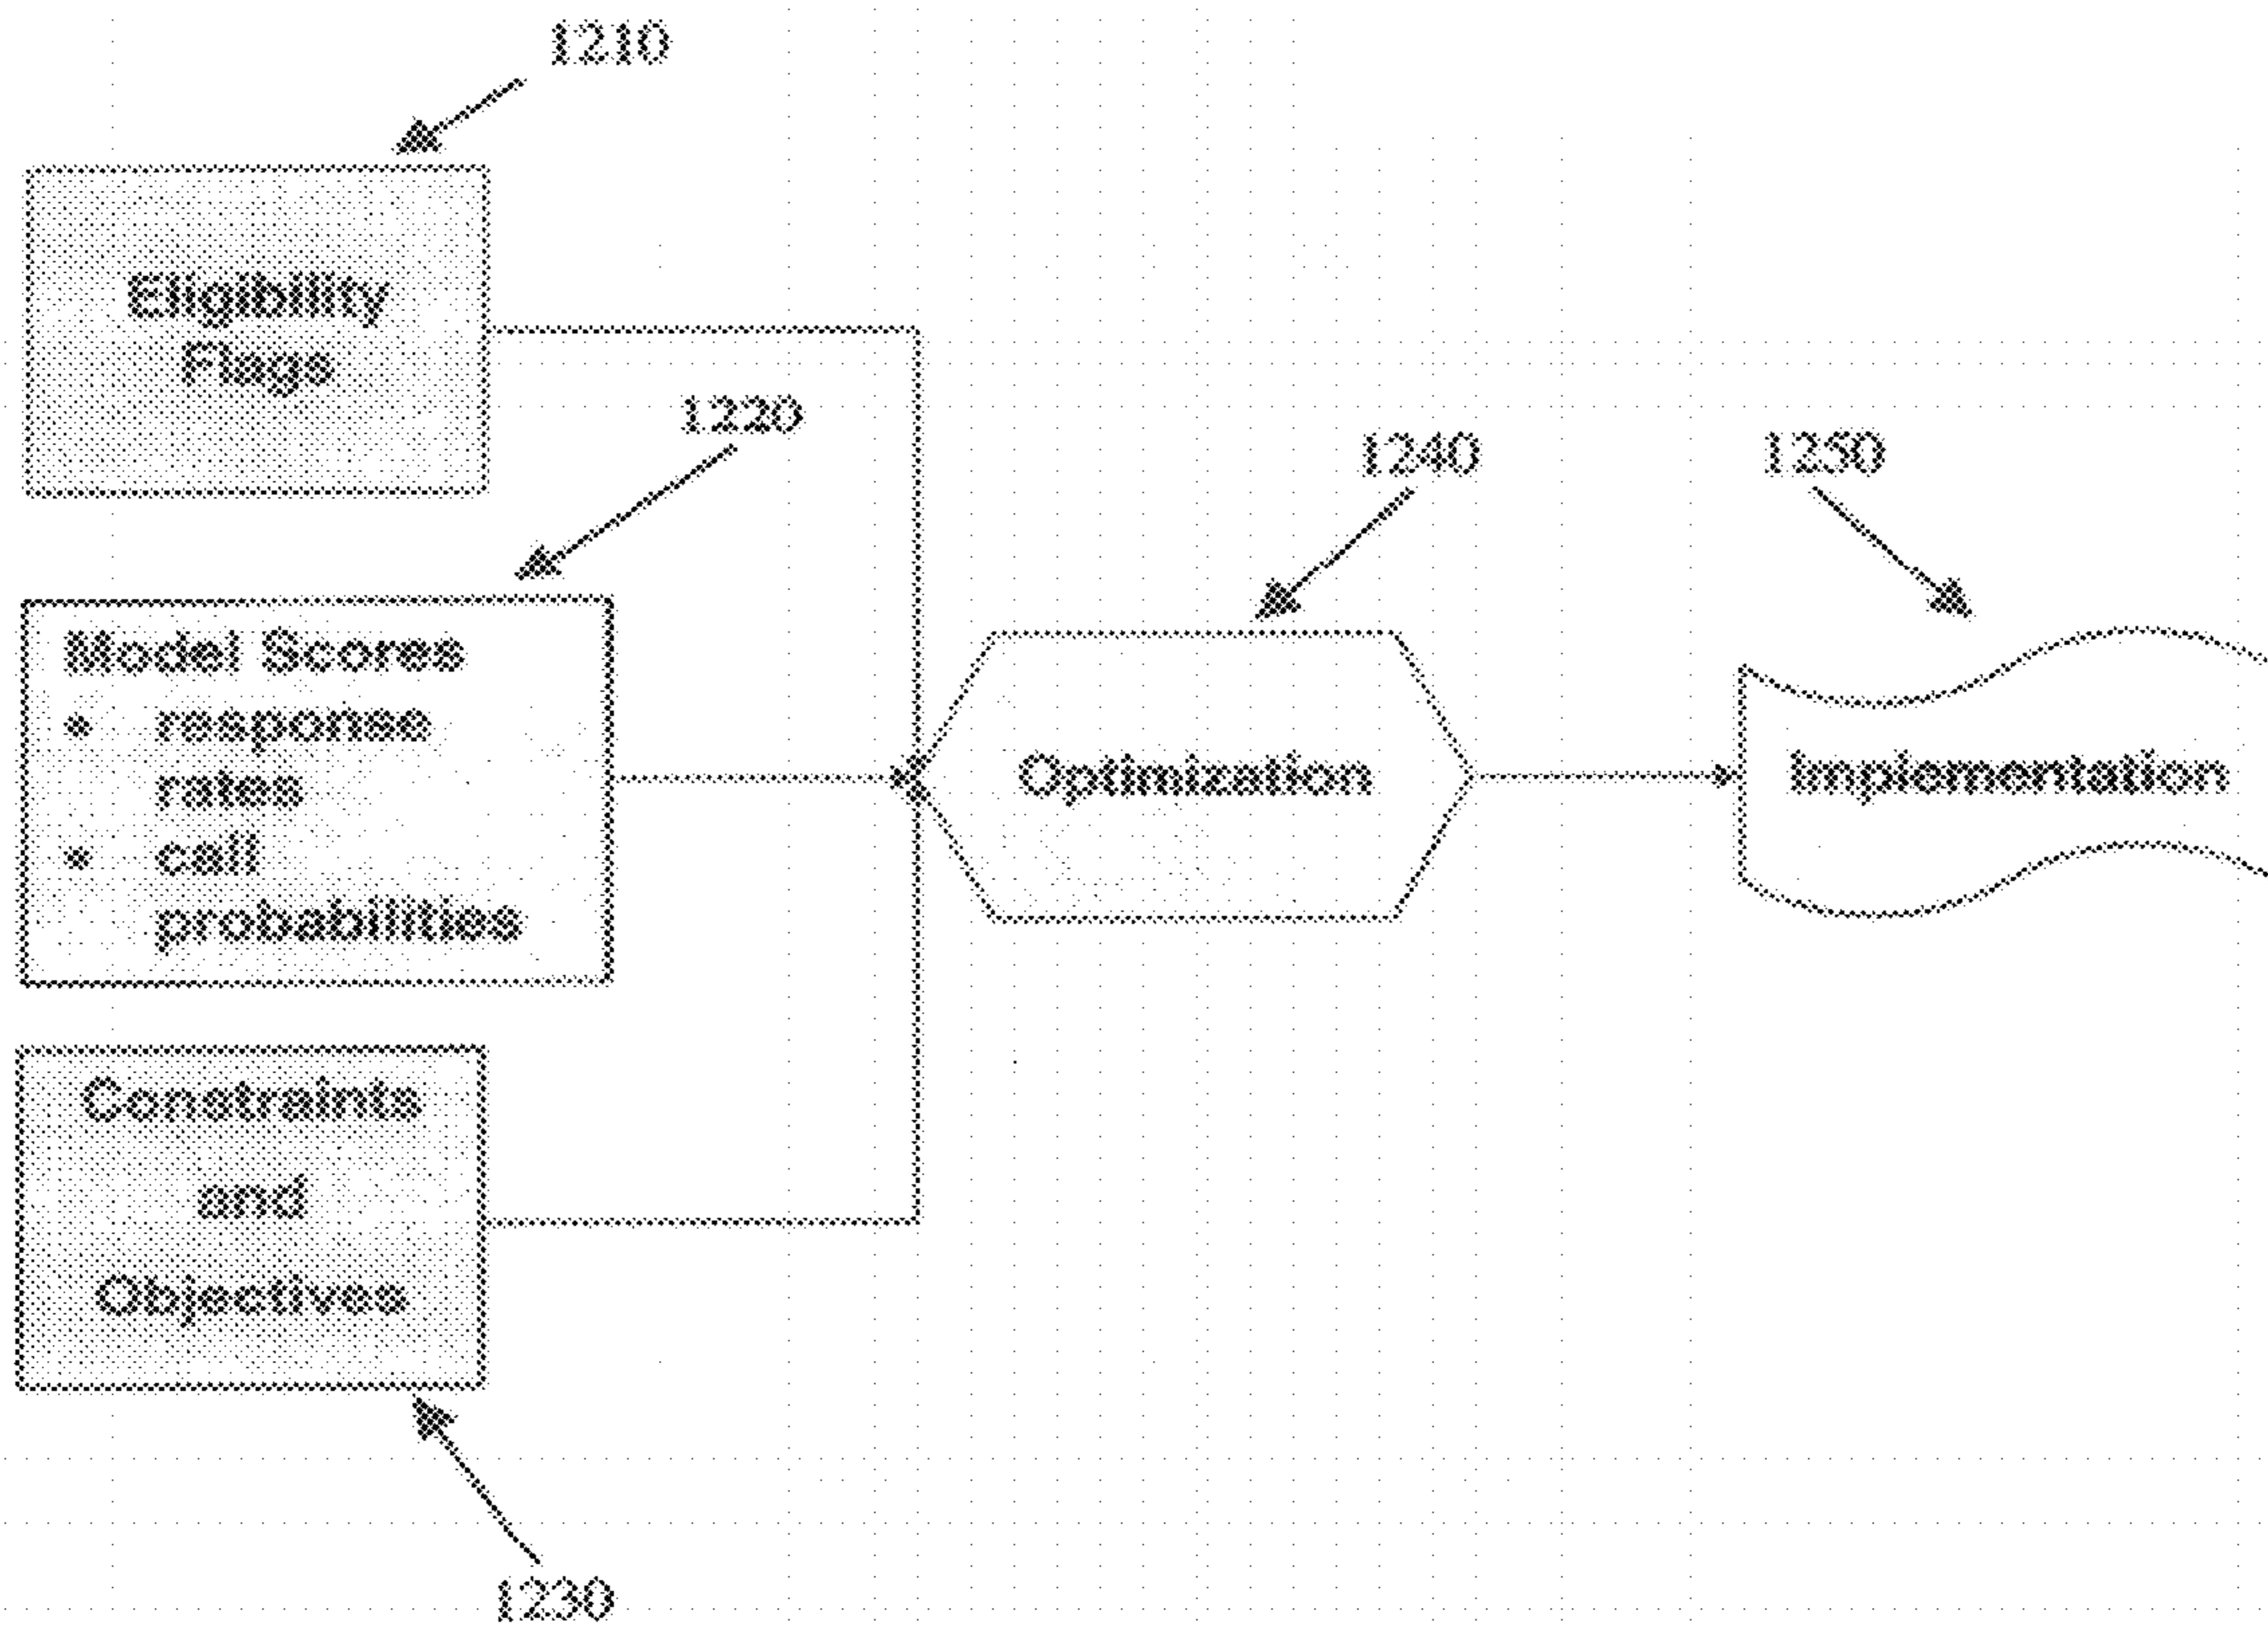 1210
Eligibility
Flags
1220
1240
1250
Model Scores
• response
rates
• call
probabilities
Optimization
Implementation
Constraints
and
Objectives
1230